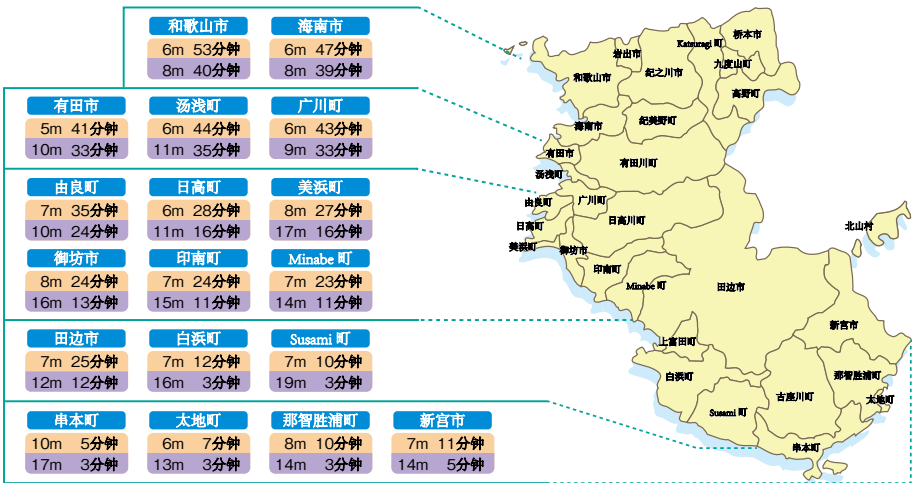 和歌山市 海南市
6m 53分钟 6m 47分钟
8m 40分钟 8m 39分钟
有田市 汤浅町 广川町
5m 41分钟 6m 44分钟 6m 43分钟
10m 33分钟 11m 35分钟 9m 33分钟
由良町 日高町 美浜町
7m 35分钟 6m 28分钟 8m 27分钟
10m 24分钟 11m 16分钟 17m 16分钟
御坊市 印南町 Minabe 町
8m 24分钟 7m 24分钟 7m 23分钟
16m 13分钟 15m 11分钟 14m 11分钟
田边市 白浜町 Susami 町
7m 25分钟 7m 12分钟 7m 10分钟
12m 12分钟 16m 3分钟 19m 3分钟
串本町 太地町 那智胜浦町 新宫市
10m 5分钟 6m 7分钟 8m 10分钟 7m 11分钟
17m 3分钟 13m 3分钟 14m 3分钟 14m 5分钟
桥本市
Katsuragi 町
岩出市
九度山町
和歌山市
纪之川市
高野町
海南市
纪美野町
有田市
有田川町
汤浅町
由良町
广川町
日高町
日高川町
北山村
美浜町
御坊市
印南町
Minabe 町
田边市
新宫市
上富田町
白浜町
那智胜浦町
古座川町
太地町
Susami 町
串本町